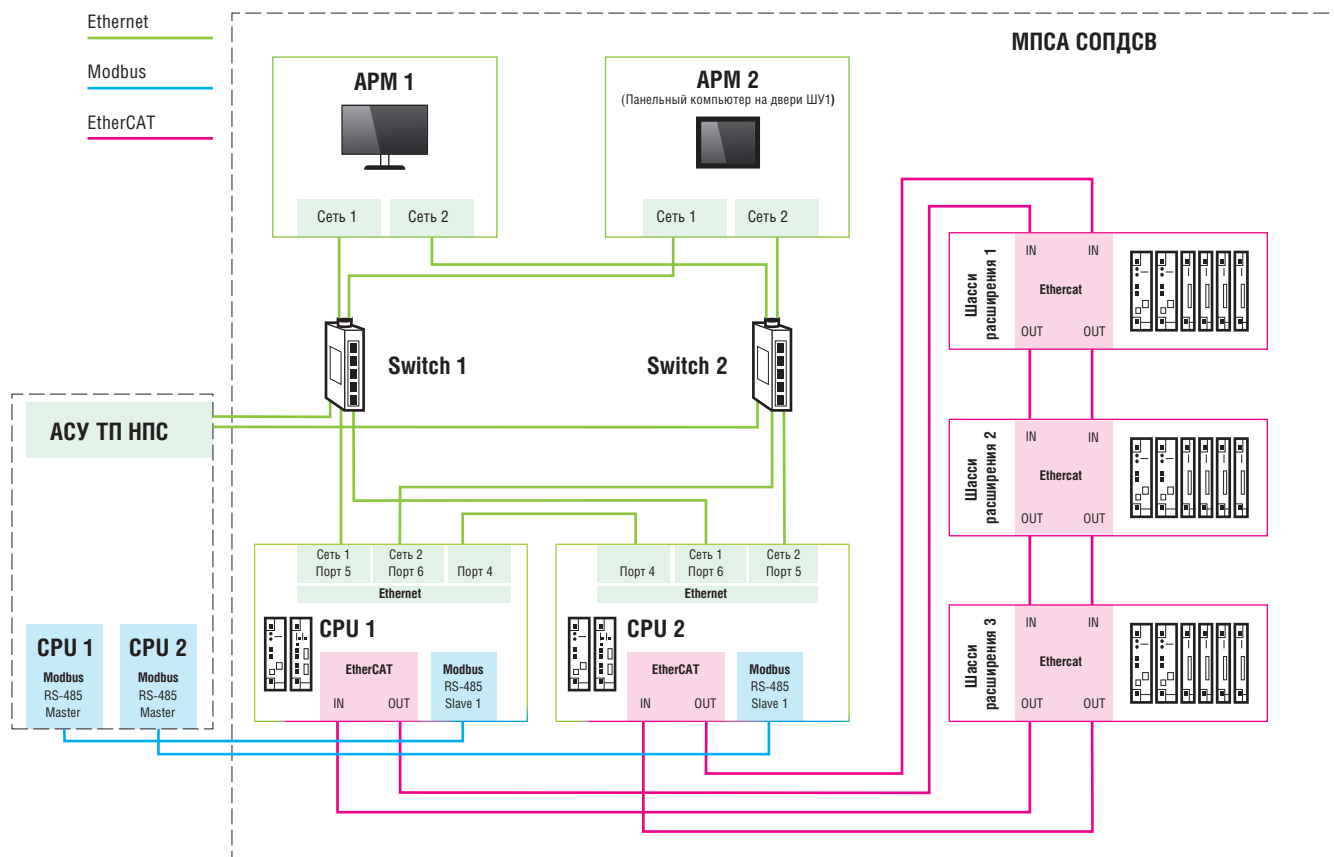 Ethernet
Modbus
EtherCAT
МПСА СОПДСВ
АРМ 1
АРМ 2
(Панельный компьютер на двери ШУ1)
Сеть 1
Сеть 2
Сеть 1
Сеть 2
Switch 1
Switch 2
АСУ ТП НПС
CPU 1
Modbus
RS-485
Master
CPU 2
Modbus
RS-485
Master
Сеть 1
Порт 5
Сеть 2
Порт 6
Порт 4
Ethernet
CPU 1
EtherCAT
IN
OUT
Modbus
RS-485
Slave 1
Порт 4
Сеть 1
Порт 6
Сеть 2
Порт 5
Ethernet
CPU 2
EtherCAT
IN
OUT
Modbus
RS-485
Slave 1
Шасси
расширения 1
IN
IN
Ethercat
OUT
OUT
Шасси
расширения 2
IN
IN
Ethercat
OUT
OUT
Шасси
расширения 3
IN
IN
Ethercat
OUT
OUT